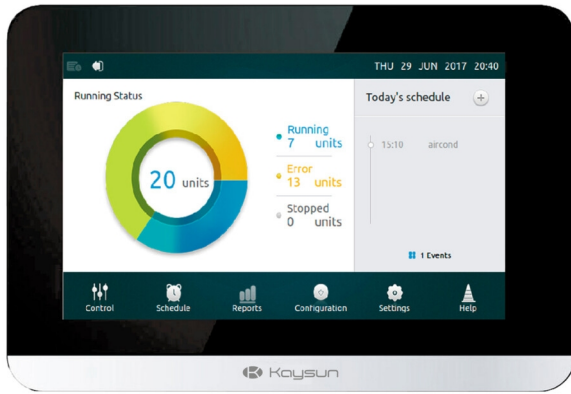 THU 29 JUN 2017 20:40
Running Status
20 units
Running
7 units
Error
13 units
Stopped
0 units
Today's schedule
15:10 aircond
1 Events
Control
Schedule
Reports
Configuration
Settings
Help
Kaysun